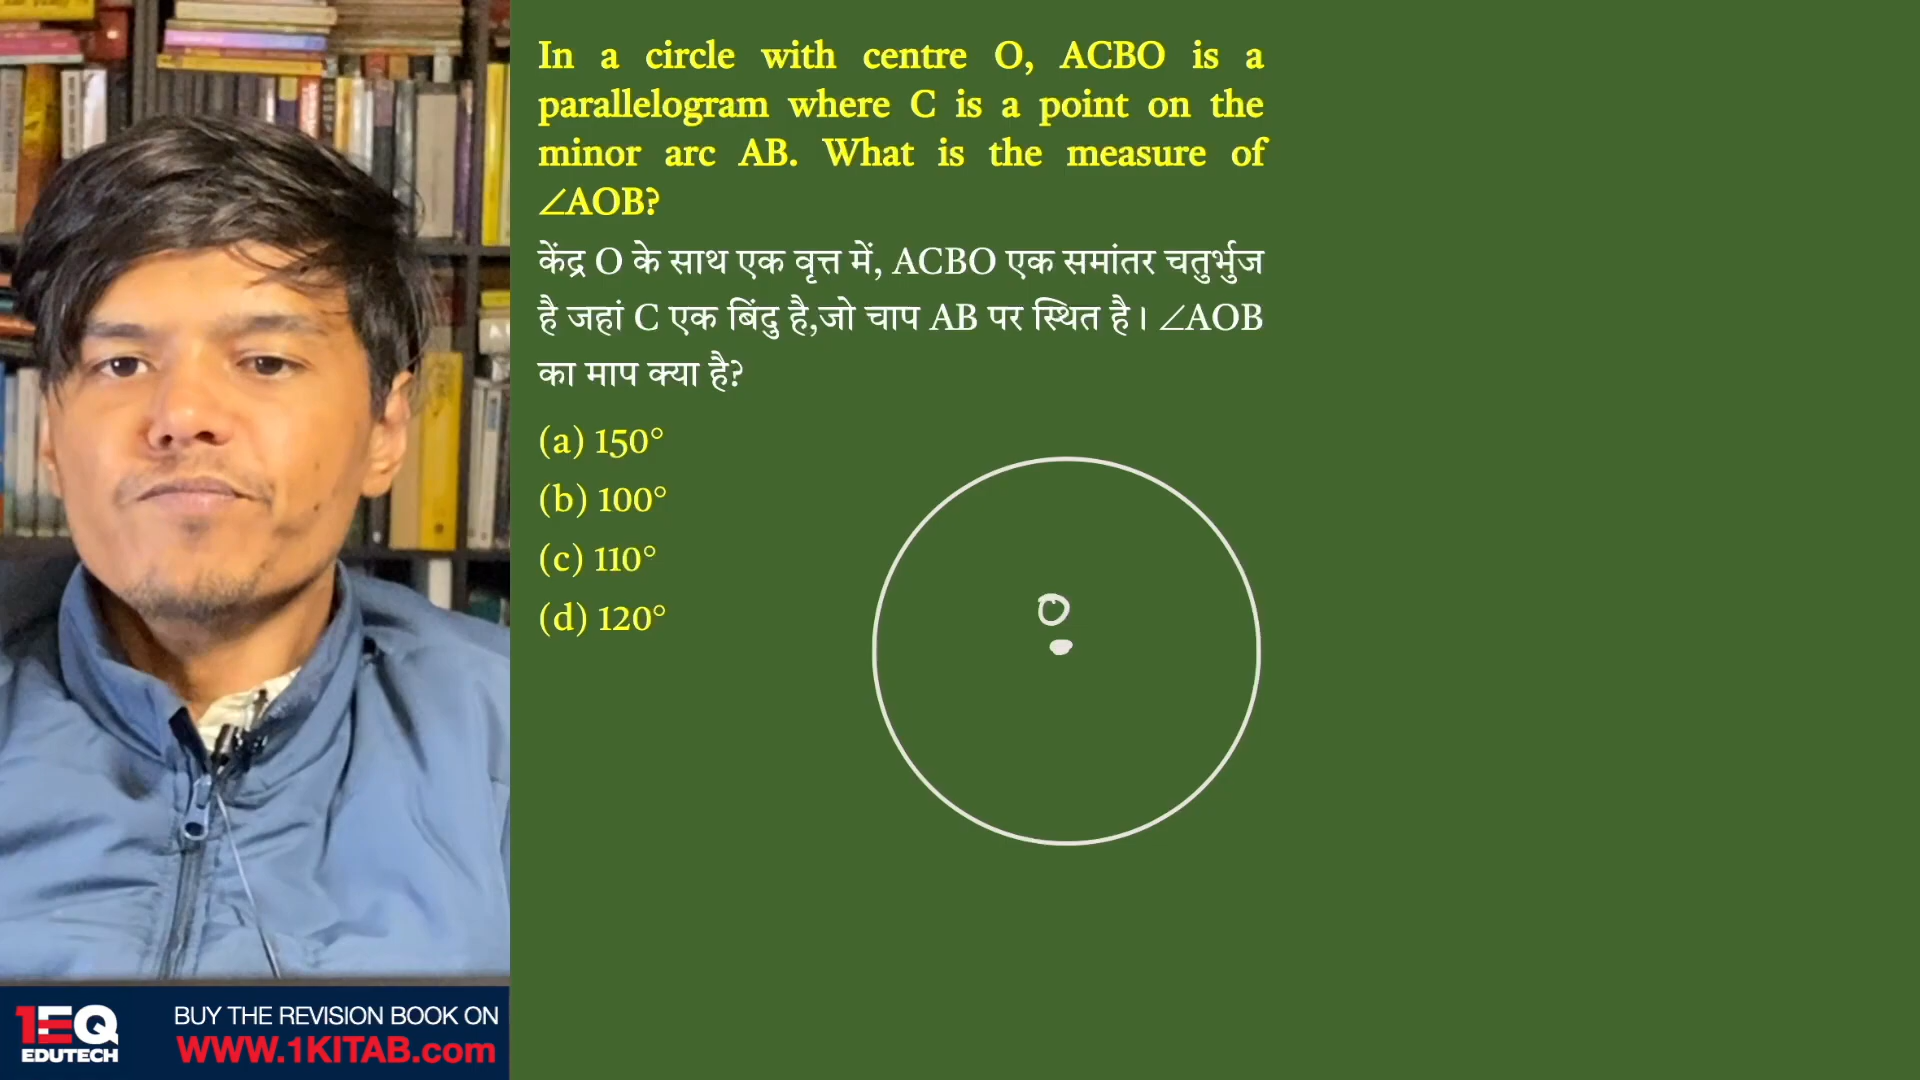 In a circle with centre O, ACBO is a
parallelogram where C is a point on the
minor arc AB. What is the measure of
∠AOB?
केंद्र O के साथ एक वृत्त में, ACBO एक समांतर चतुर्भुज
है जहां C एक बिंदु है,जो चाप AB पर स्थित है। ∠AOB
का माप क्या है?
(a) 150°
(b) 100°
(c) 110°
(d) 120°
O
1EQ
EDUTECH
BUY THE REVISION BOOK ON
WWW.1KITAB.com